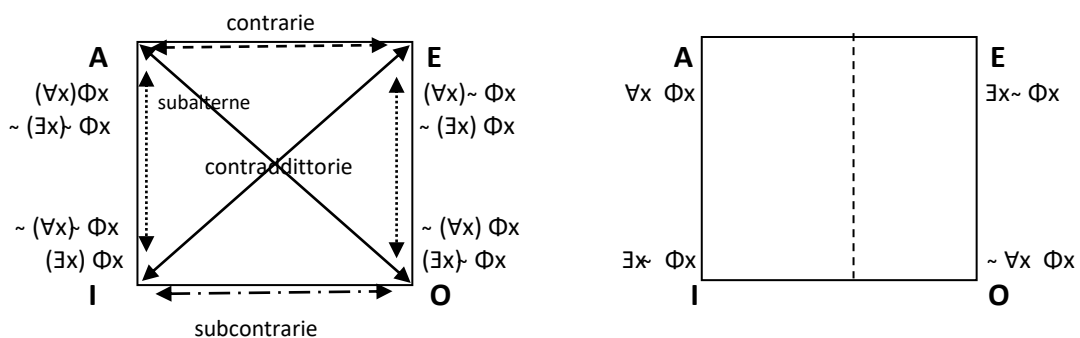 contrarie
A
E
(∀x)Φx
~ (∃x)~ Φx
subalterne
(∀x)~ Φx
~ (∃x) Φx
contraddittorie
~ (∀x)~ Φx
(∃x) Φx
~ (∀x) Φx
(∃x)~ Φx
I
O
subcontrarie
A
E
∀x Φx
∃x~ Φx
∃x~ Φx
~ ∀x Φx
I
O